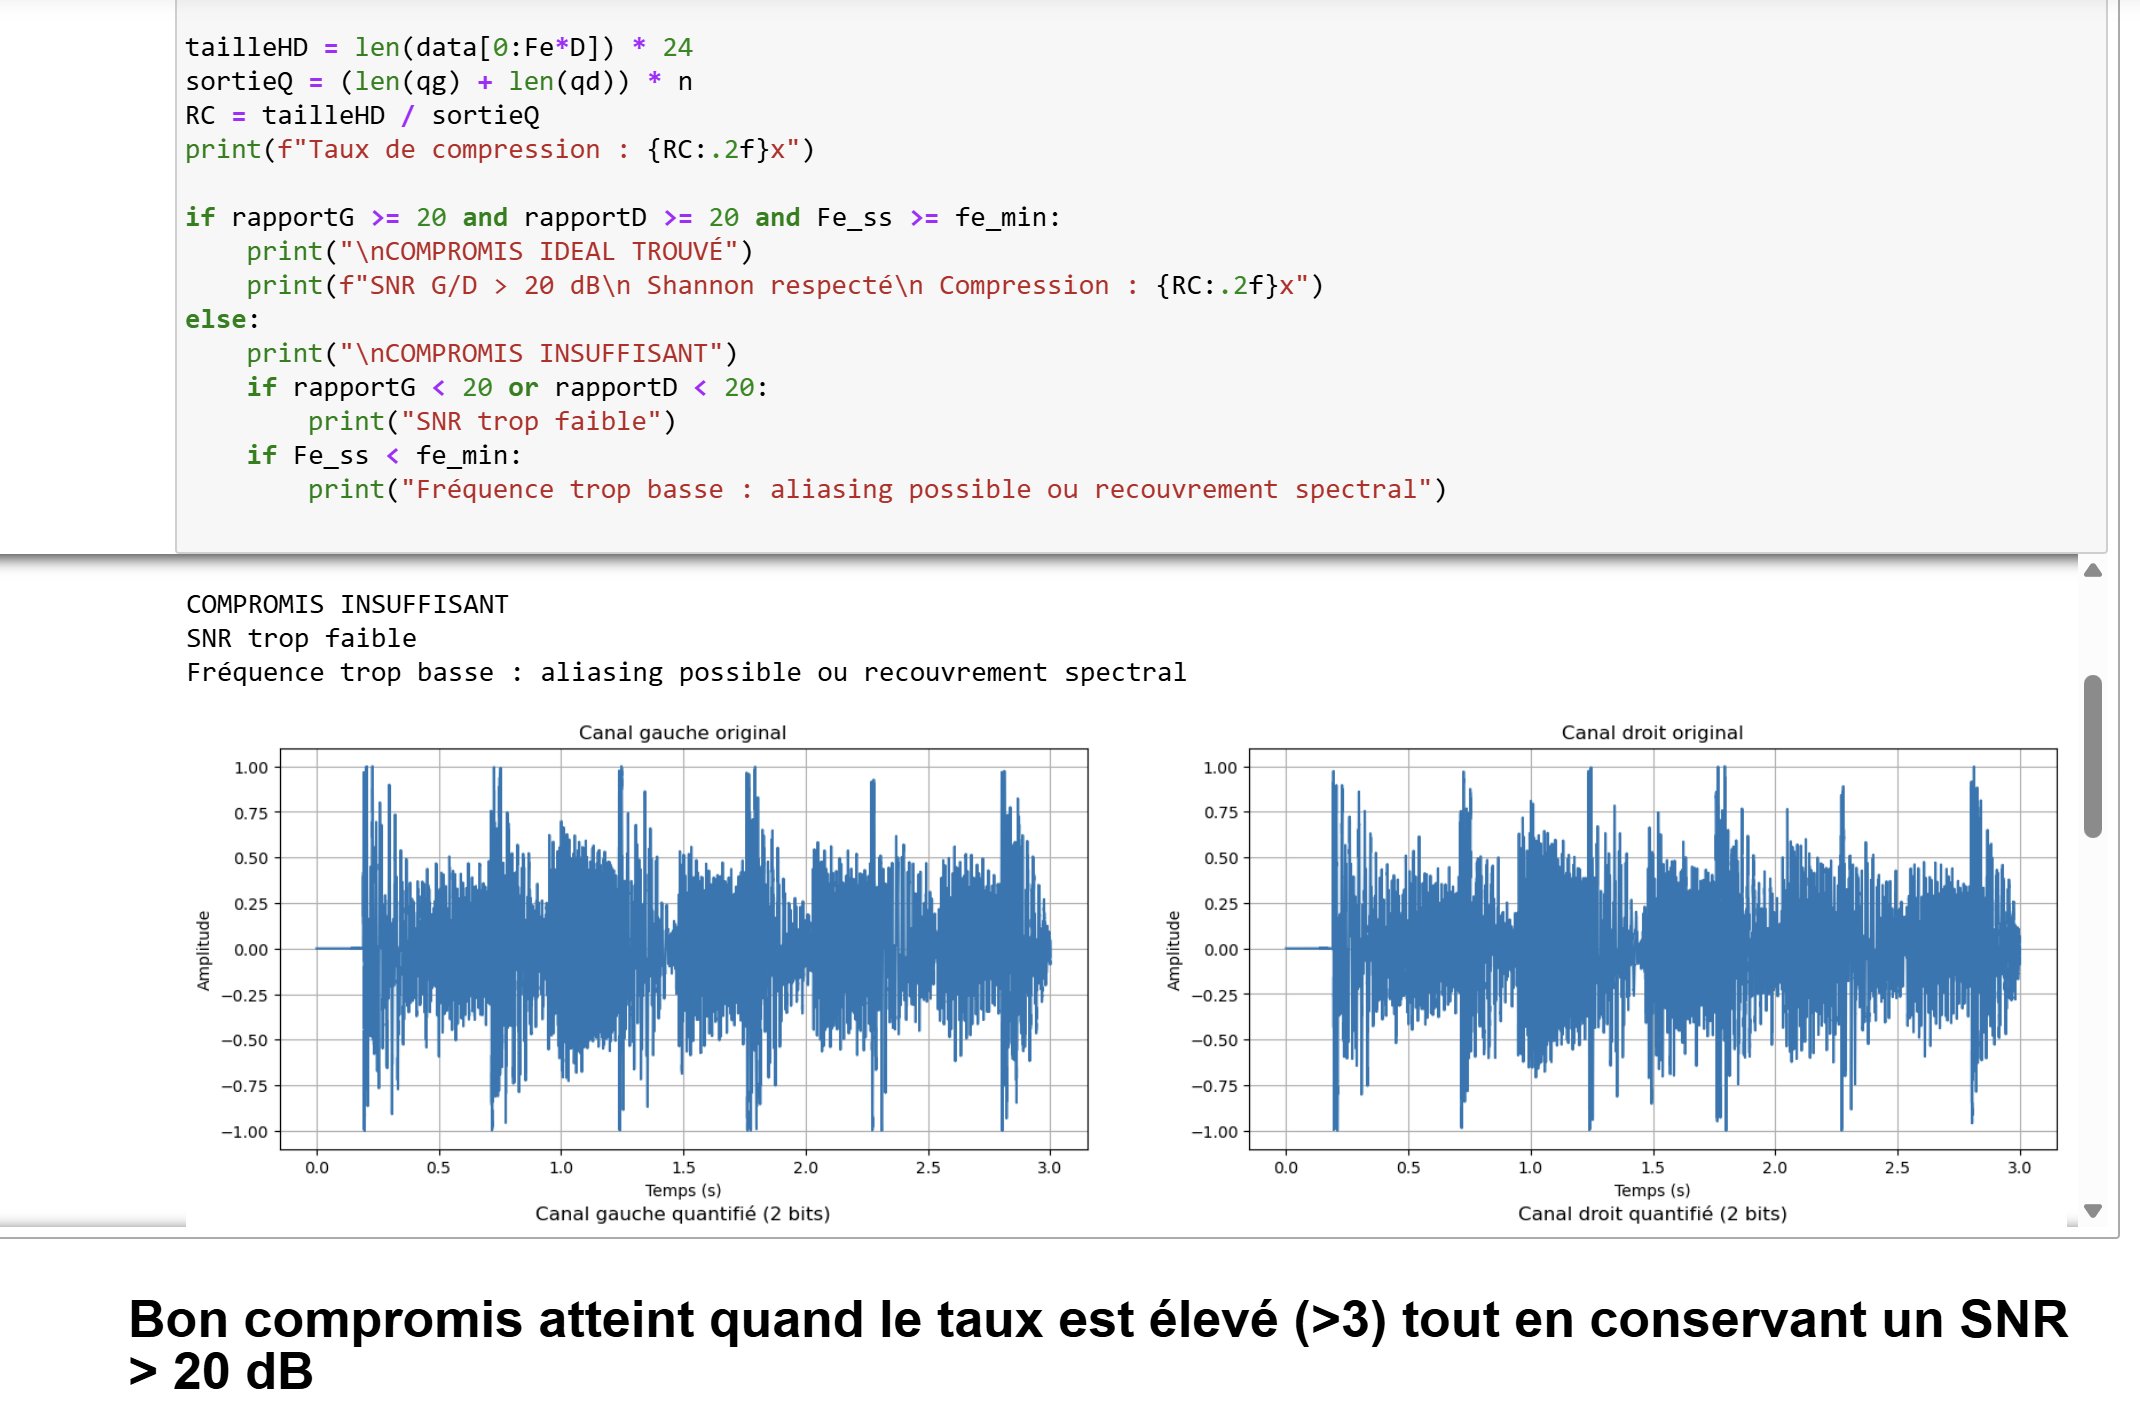 tailleHD = len(data[0:Fe*D]) * 24
sortieQ = (len(qg) + len(qd)) * n
RC = tailleHD / sortieQ
print(f"Taux de compression : {RC:.2f}x")
if rapportG >= 20 and rapportD >= 20 and Fe_ss >= fe_min:
    print("\nCOMPROMIS IDEAL TROUVÉ")
    print(f"SNR G/D > 20 dB\n Shannon respecté\n Compression : {RC:.2f}x")
else:
    print("\nCOMPROMIS INSUFFISANT")
    if rapportG < 20 or rapportD < 20:
        print("SNR trop faible")
    if Fe_ss < fe_min:
        print("Fréquence trop basse : aliasing possible ou recouvrement spectral")
COMPROMIS INSUFFISANT
SNR trop faible
Fréquence trop basse : aliasing possible ou recouvrement spectral
Canal gauche original
1.00
0.75
0.50
0.25
0.00
−0.25
−0.50
−0.75
−1.00
Amplitude
0.0 0.5 1.0 1.5 2.0 2.5 3.0
Temps (s)
Canal gauche quantifié (2 bits)
Canal droit original
1.00
0.75
0.50
0.25
0.00
−0.25
−0.50
−0.75
−1.00
Amplitude
0.0 0.5 1.0 1.5 2.0 2.5 3.0
Temps (s)
Canal droit quantifié (2 bits)
Bon compromis atteint quand le taux est élevé (>3) tout en conservant un SNR
> 20 dB